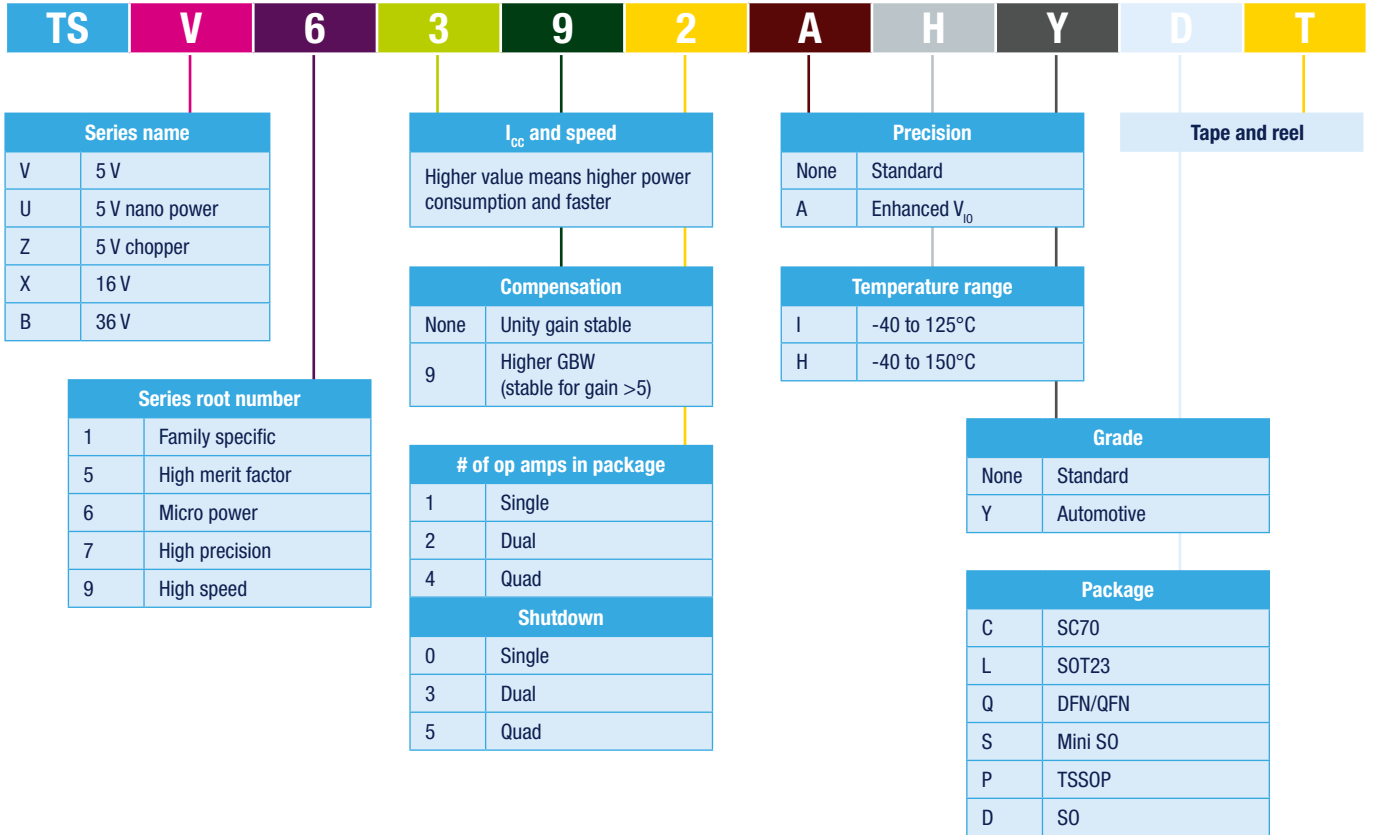 TS V 6 3 9 2 A H Y D T
Series name
V 5 V
U 5 V nano power
Z 5 V chopper
X 16 V
B 36 V
Series root number
1 Family specific
5 High merit factor
6 Micro power
7 High precision
9 High speed
Icc and speed
Higher value means higher power
consumption and faster
Compensation
None Unity gain stable
9 Higher GBW
(stable for gain >5)
# of op amps in package
1 Single
2 Dual
4 Quad
Shutdown
0 Single
3 Dual
5 Quad
Precision
None Standard
A Enhanced VIO
Temperature range
I -40 to 125°C
H -40 to 150°C
Grade
None Standard
Y Automotive
Package
C SC70
L SOT23
Q DFN/QFN
S Mini SO
P TSSOP
D SO
Tape and reel